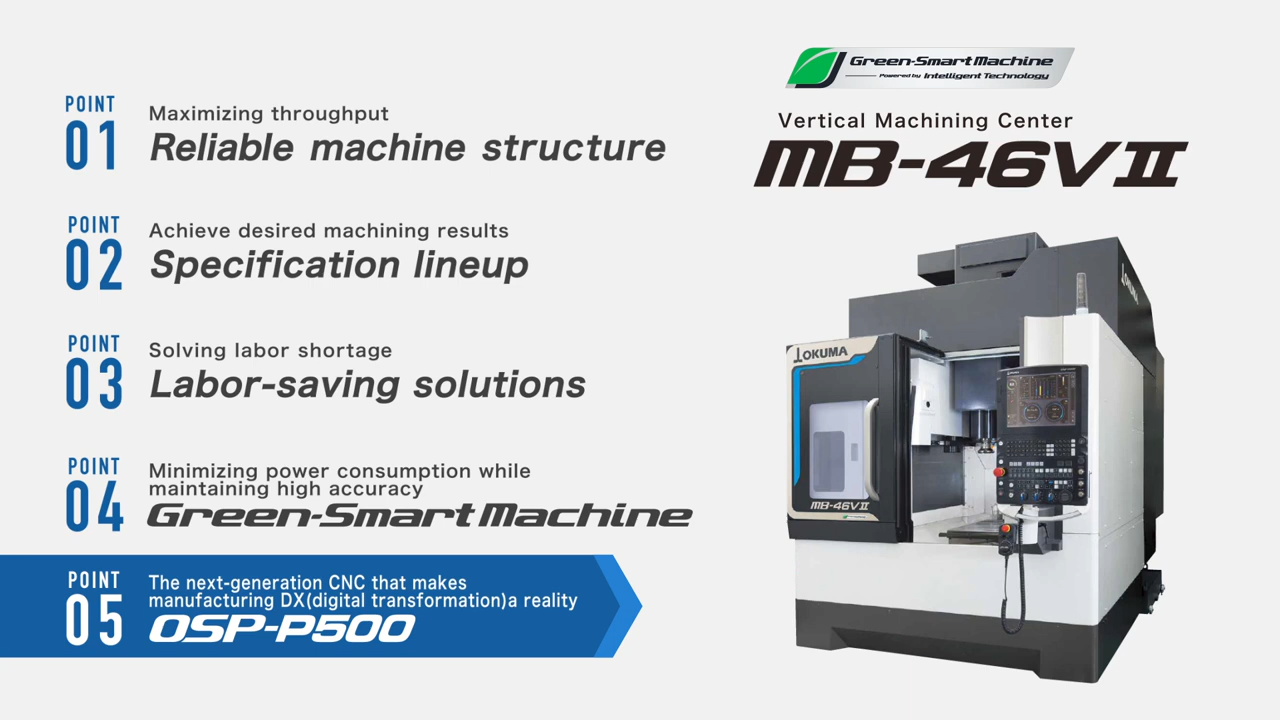 POINT
01
Maximizing throughput
Reliable machine structure
POINT
02
Achieve desired machining results
Specification lineup
POINT
03
Solving labor shortage
Labor-saving solutions
POINT
04
Minimizing power consumption while
maintaining high accuracy
Green-Smart Machine
POINT
05
The next-generation CNC that makes
manufacturing DX(digital transformation)a reality
OSP-P500
Green-Smart Machine
Powered by Intelligent Technology
Vertical Machining Center
MB-46VII
OKUMA
OKUMA
MB-46VII